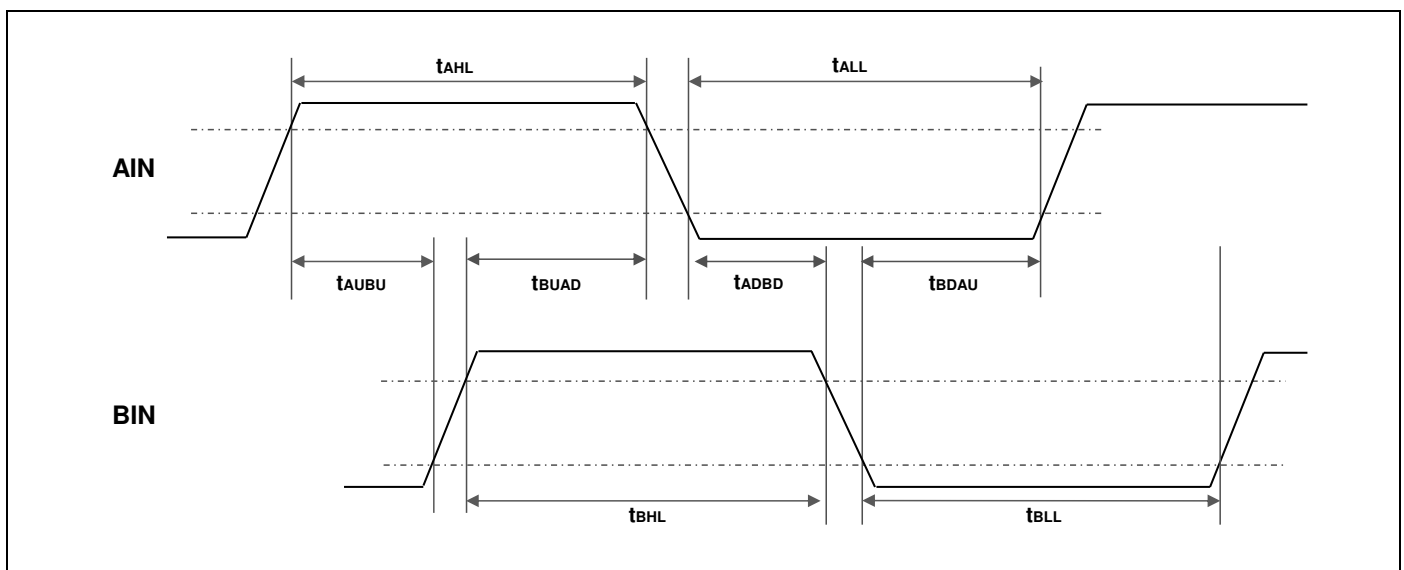 tAHL
tALL
AIN
tAUBU
tBUAD
tADBD
tBDAU
BIN
tBHL
tBLL